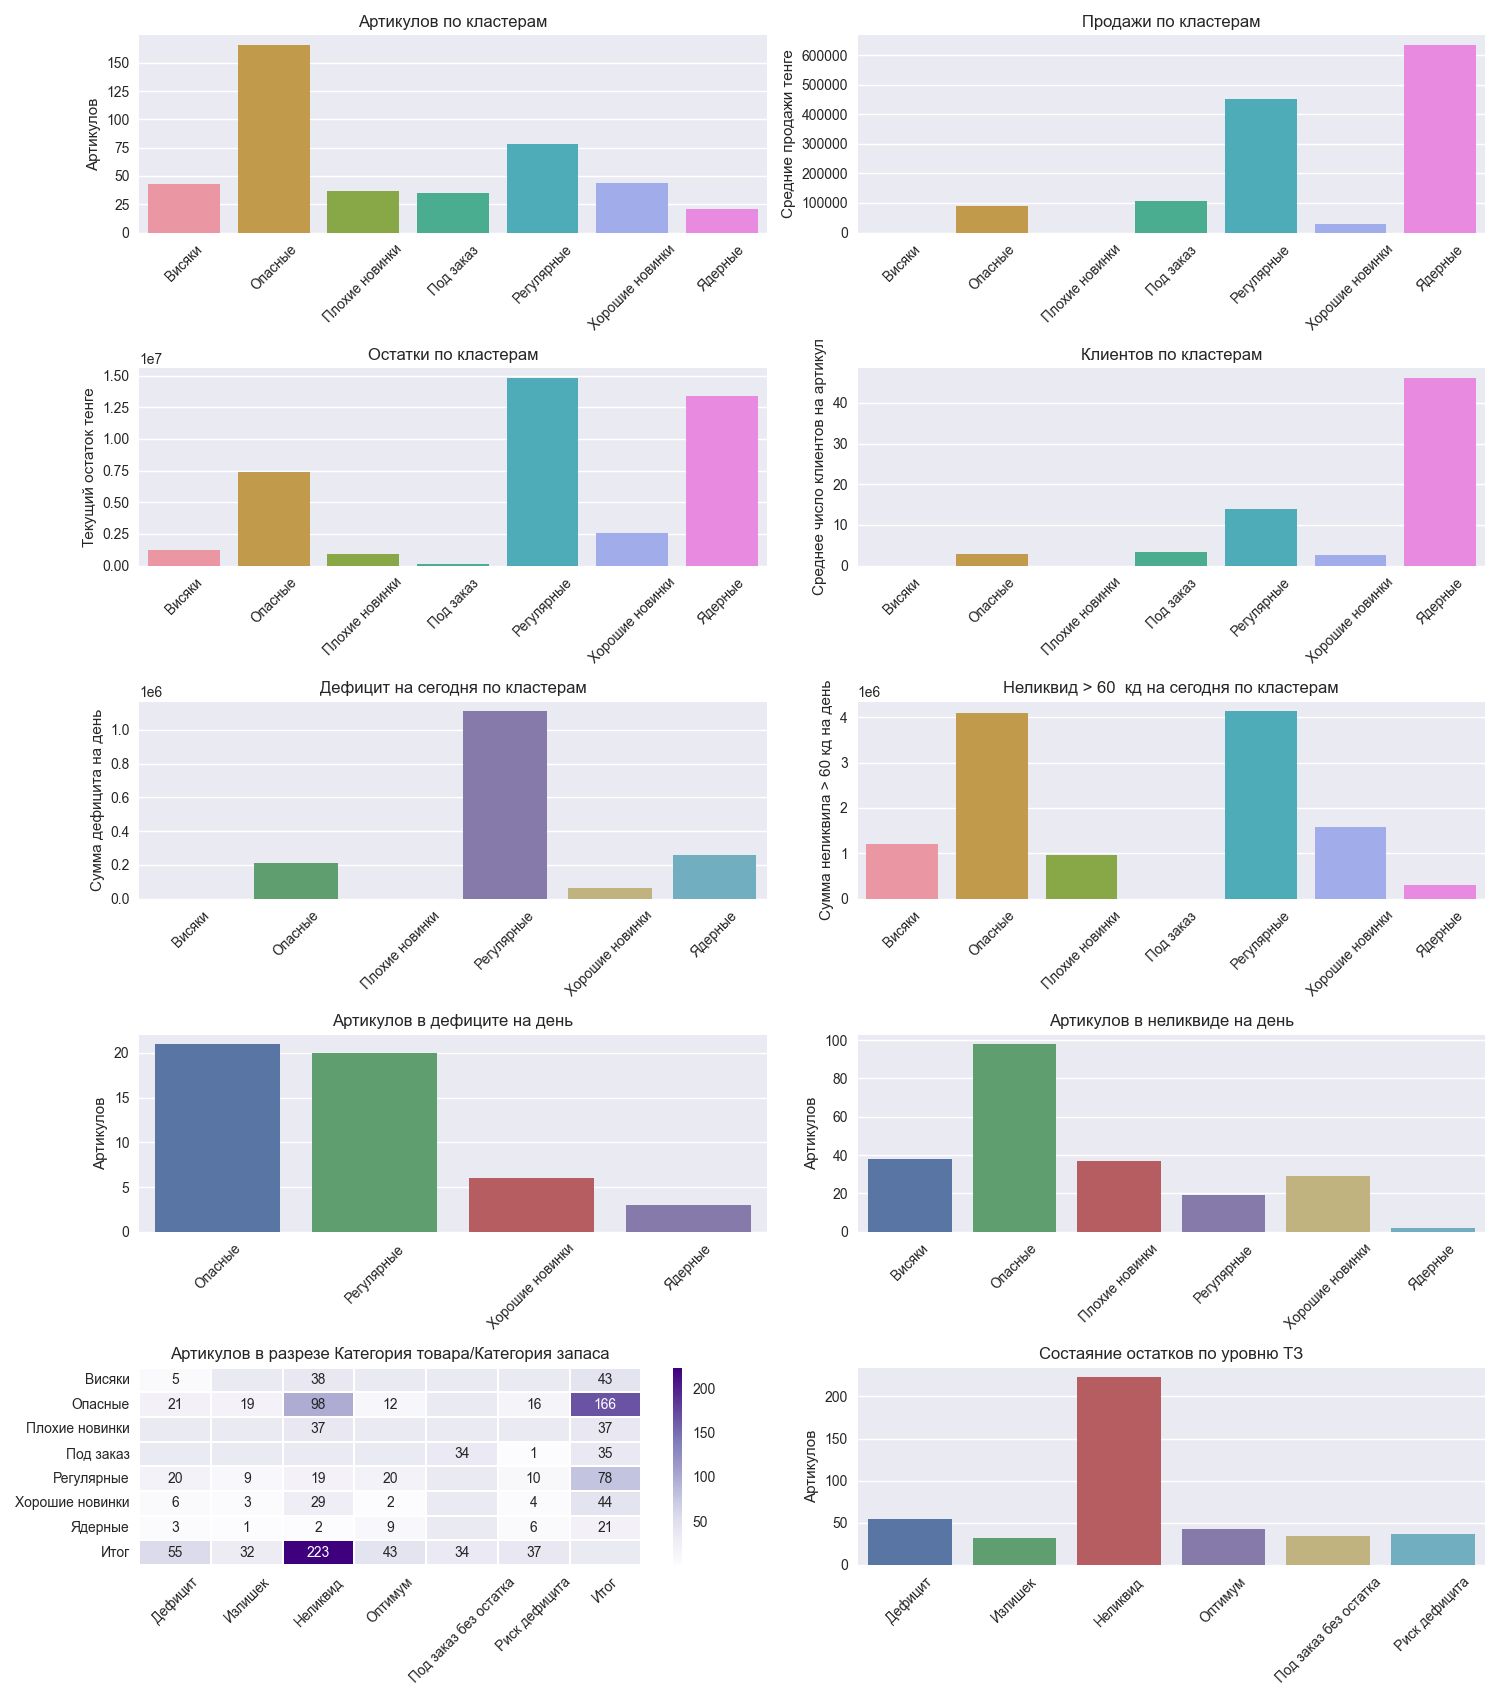 Артикулов по кластерам
Артикулов
150
125
100
75
50
25
0
Висяки
Опасные
Плохие новинки
Под заказ
Регулярные
Хорошие новинки
Ядерные
Продажи по кластерам
Средние продажи тенге
600000
500000
400000
300000
200000
100000
0
Висяки
Опасные
Плохие новинки
Под заказ
Регулярные
Хорошие новинки
Ядерные
Остатки по кластерам
1e7
Текущий остаток тенге
1.50
1.25
1.00
0.75
0.50
0.25
0.00
Висяки
Опасные
Плохие новинки
Под заказ
Регулярные
Хорошие новинки
Ядерные
Клиентов по кластерам
Среднее число клиентов на артикул
40
30
20
10
0
Висяки
Опасные
Плохие новинки
Под заказ
Регулярные
Хорошие новинки
Ядерные
Дефицит на сегодня по кластерам
1e6
Сумма дефицита на день
1.0
0.8
0.6
0.4
0.2
0.0
Висяки
Опасные
Плохие новинки
Регулярные
Хорошие новинки
Ядерные
Неликвид > 60  кд на сегодня по кластерам
1e6
Сумма неликвила > 60 кд на день
4
3
2
1
0
Висяки
Опасные
Плохие новинки
Под заказ
Регулярные
Хорошие новинки
Ядерные
Артикулов в дефиците на день
Артикулов
20
15
10
5
0
Опасные
Регулярные
Хорошие новинки
Ядерные
Артикулов в неликвиде на день
Артикулов
100
80
60
40
20
0
Висяки
Опасные
Плохие новинки
Регулярные
Хорошие новинки
Ядерные
Артикулов в разрезе Категория товара/Категория запаса
Висяки 5 38 43
Опасные 21 19 98 12 16 166
Плохие новинки 37 37
Под заказ 34 1 35
Регулярные 20 9 19 20 10 78
Хорошие новинки 6 3 29 2 4 44
Ядерные 3 1 2 9 6 21
Итог 55 32 223 43 34 37
Дефицит
Излишек
Неликвид
Оптимум
Под заказ без остатка
Риск дефицита
Итог
200
150
100
50
Состаяние остатков по уровню ТЗ
Артикулов
200
150
100
50
0
Дефицит
Излишек
Неликвид
Оптимум
Под заказ без остатка
Риск дефицита